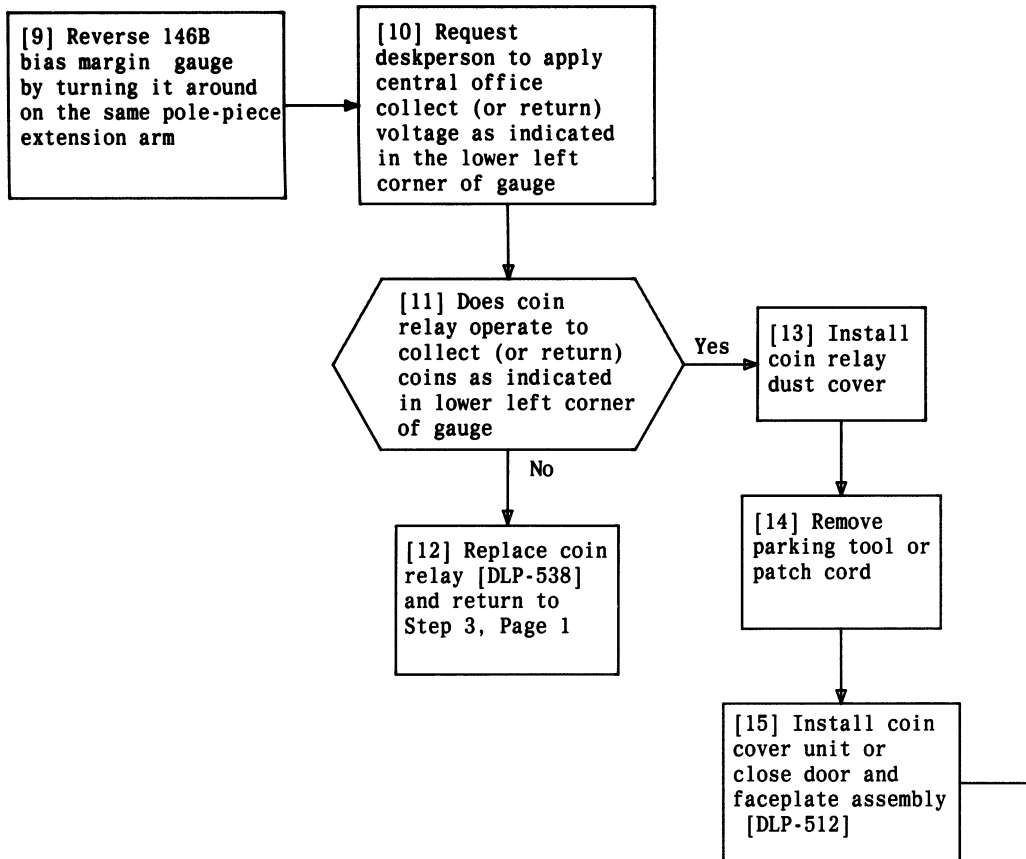 [9] Reverse 146B
bias margin gauge
by turning it around
on the same pole-piece
extension arm
[10] Request
deskperson to apply
central office
collect (or return)
voltage as indicated
in the lower left
corner of gauge
[11] Does coin
relay operate to
collect (or return)
coins as indicated
in lower left corner
of gauge
Yes
No
[12] Replace coin
relay [DLP-538]
and return to
Step 3, Page 1
[13] Install
coin relay
dust cover
[14] Remove
parking tool or
patch cord
[15] Install coin
cover unit or
close door and
faceplate assembly
[DLP-512]